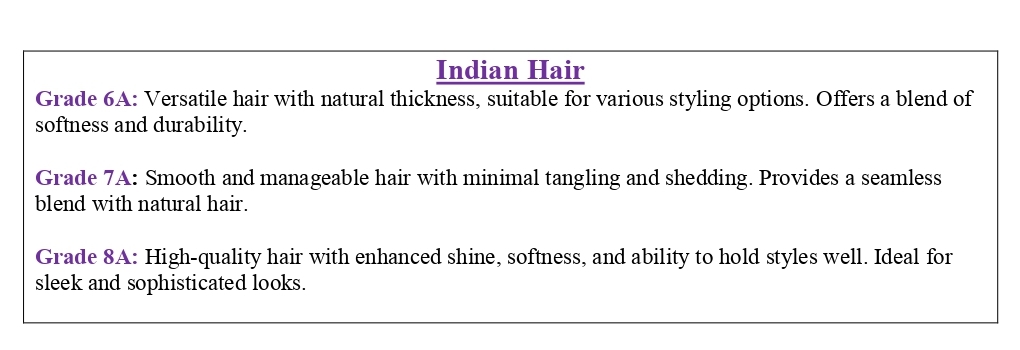 Indian Hair
Grade 6A: Versatile hair with natural thickness, suitable for various styling options. Offers a blend of
softness and durability.
Grade 7A: Smooth and manageable hair with minimal tangling and shedding. Provides a seamless
blend with natural hair.
Grade 8A: High-quality hair with enhanced shine, softness, and ability to hold styles well. Ideal for
sleek and sophisticated looks.